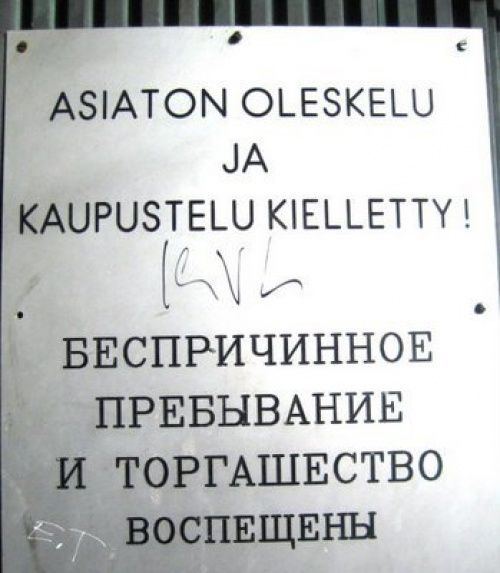 ASIATON OLESKELU
JA
KAUPUSTELU KIELLETTY!
БЕСПРИЧИННОЕ
ПРЕБЫВАНИЕ
И ТОРГАШЕСТВО
ВОСПЕЩЕНЫ
E.T